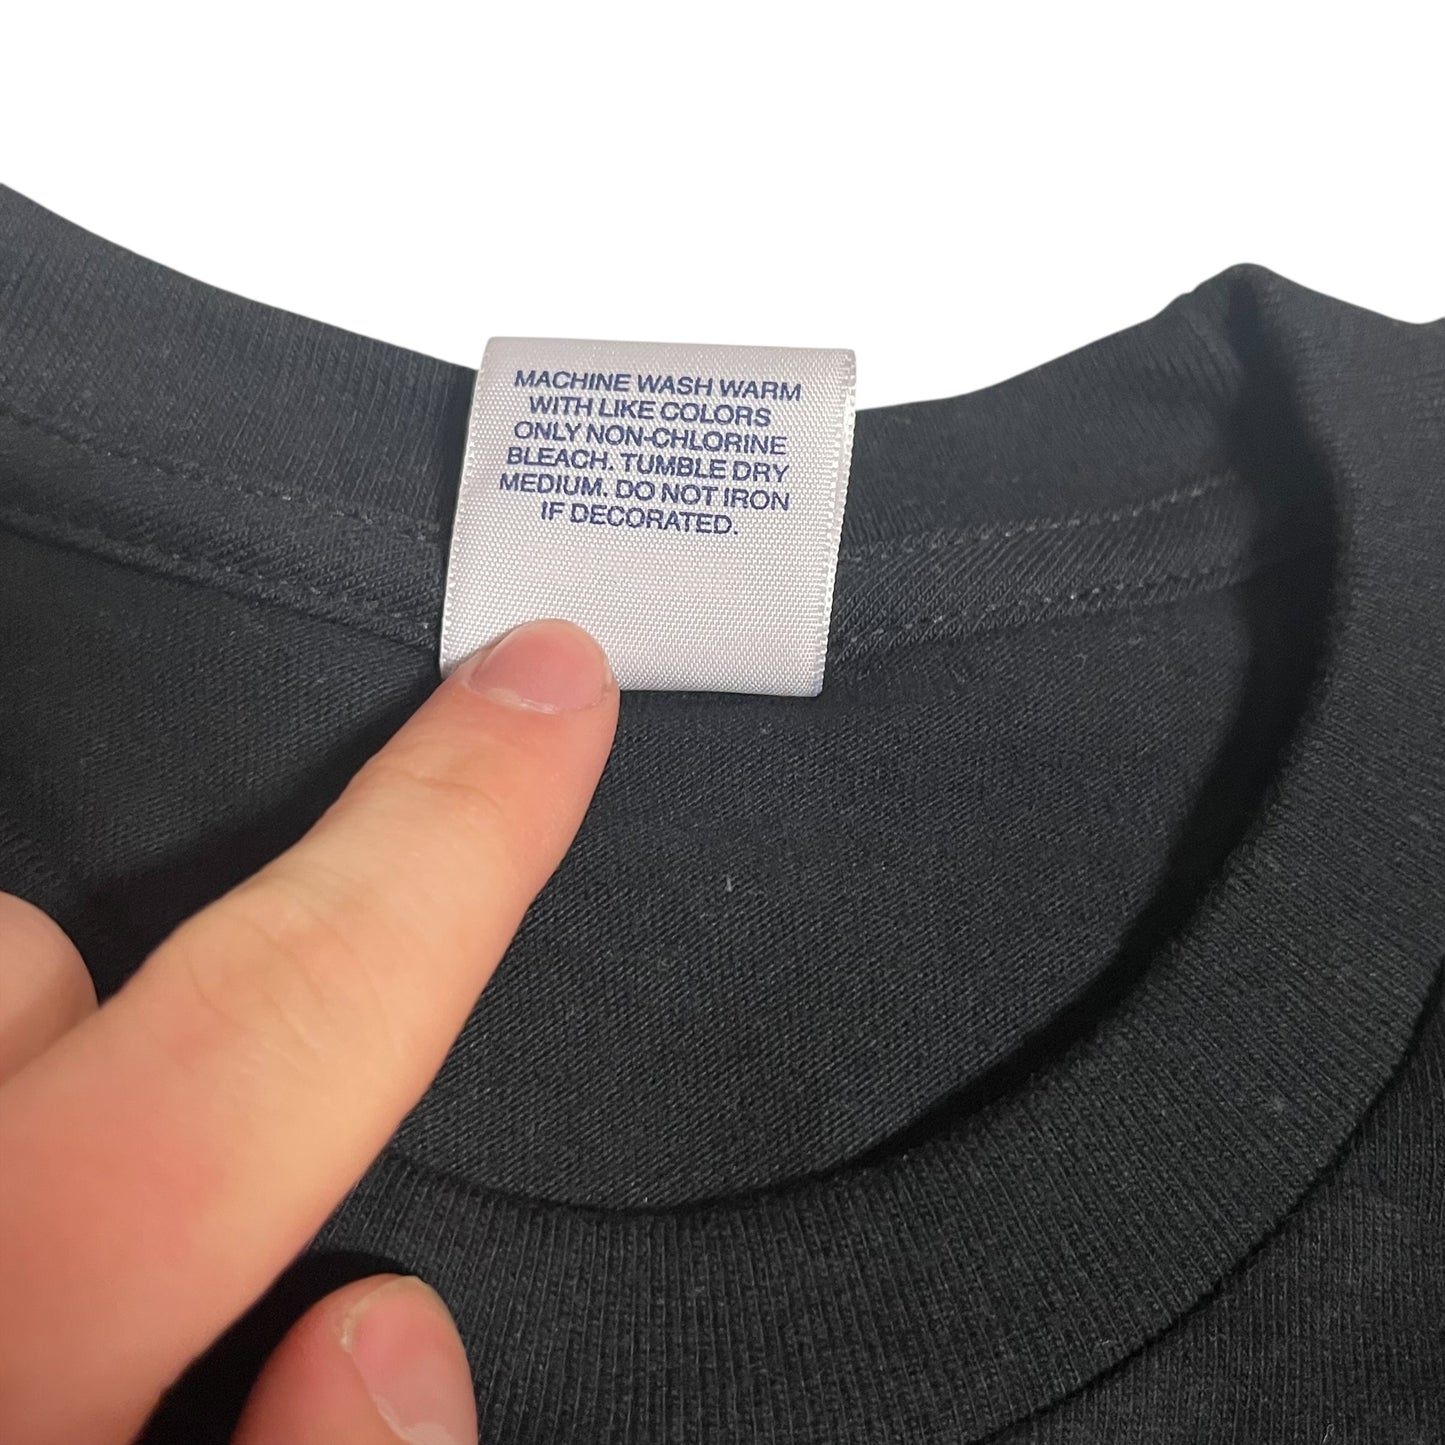 MACHINE WASH WARM
WITH LIKE COLORS
ONLY NON-CHLORINE
BLEACH. TUMBLE DRY
MEDIUM. DO NOT IRON
IF DECORATED.